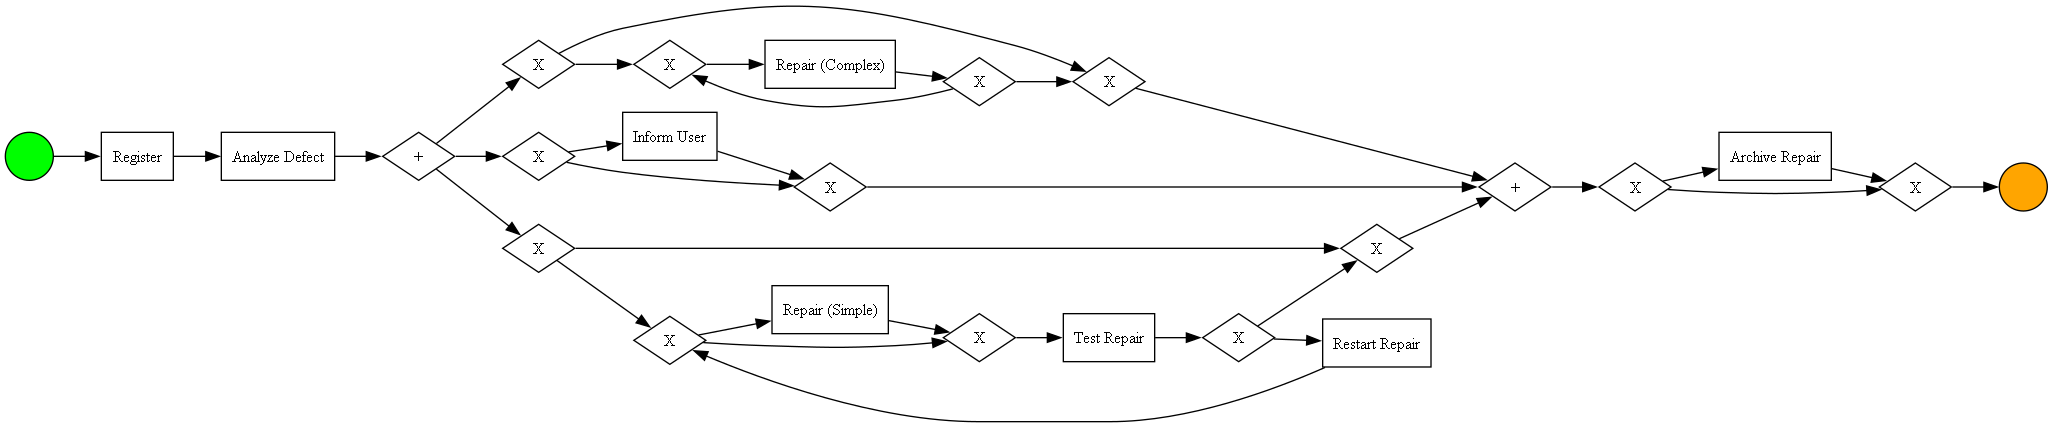 Register
Analyze Defect
+
X
X
Repair (Complex)
X
X
X
Inform User
X
X
X
Repair (Simple)
X
Test Repair
X
Restart Repair
X
+
X
Archive Repair
X